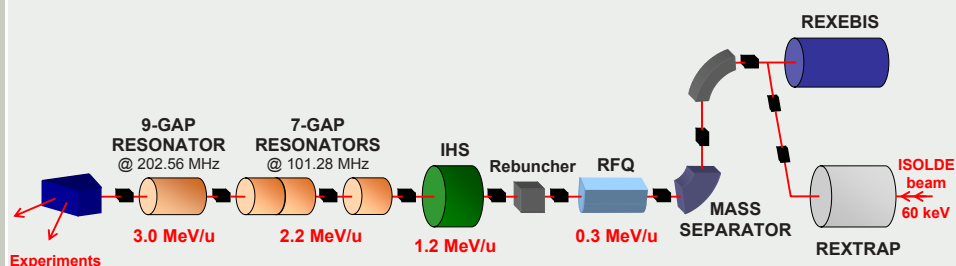 REXEBIS
9-GAP
RESONATOR
@ 202.56 MHz
7-GAP
RESONATORS
@ 101.28 MHz
IHS
Rebuncher
RFQ
MASS
SEPARATOR
ISOLDE
beam
60 keV
REXTRAP
3.0 MeV/u
2.2 MeV/u
1.2 MeV/u
0.3 MeV/u
Experiments